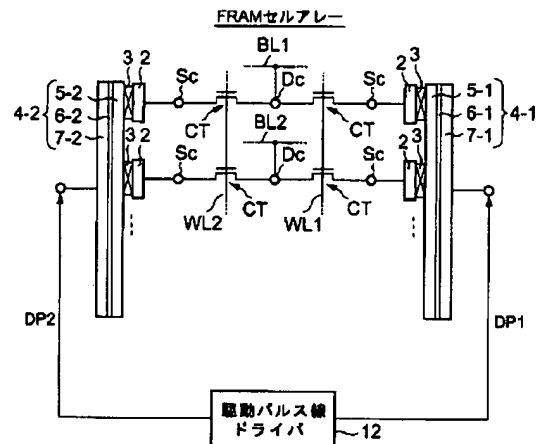 FRAMセルアレー
BL1
3 2 Sc Dc Sc 2 3
5-2 5-1
4-2 6-2 6-1 4-1
7-2 7-1
CT BL2 CT
3 2 Sc Dc Sc 2 3
CT CT
WL2 WL1
DP2 DP1
駆動パルス線
ドライバ 12